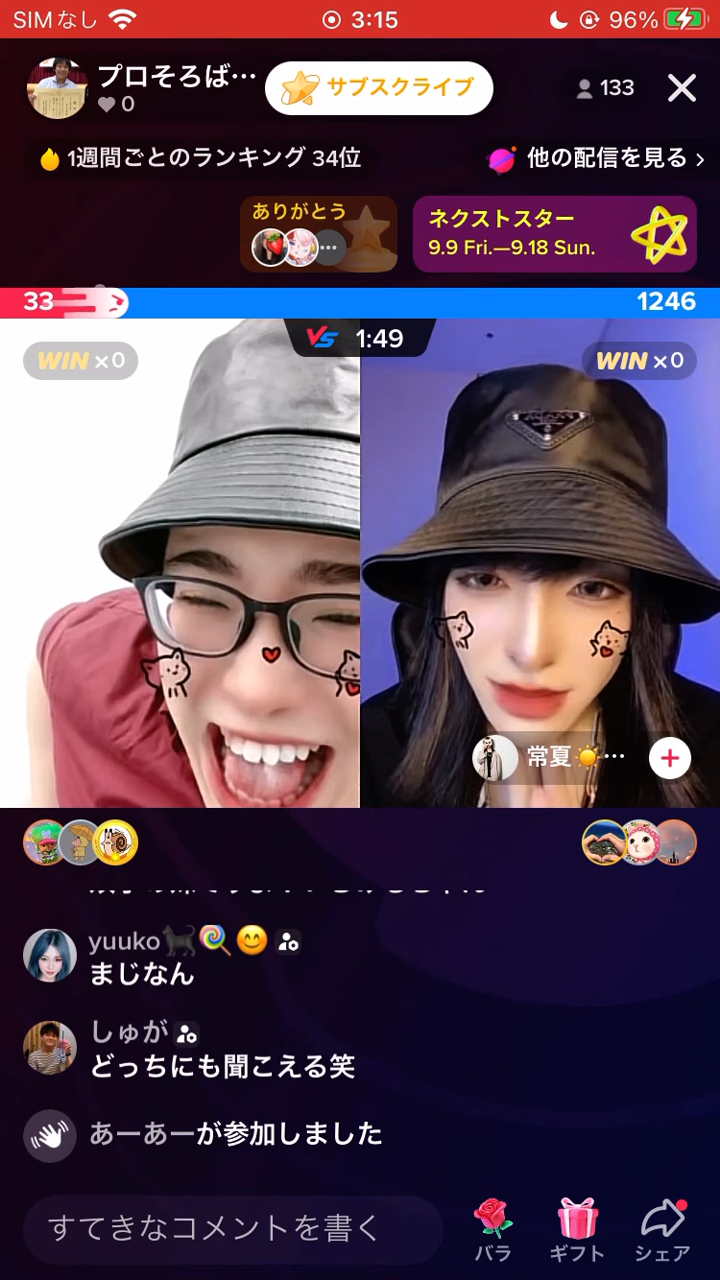 SIMなし 3:15 96%
プロそろば… サブスクライブ 133
0
1週間ごとのランキング 34位 他の配信を見る
ありがとう ネクストスター
9.9 Fri.—9.18 Sun.
33 1246
VS 1:49
WIN ×0 WIN ×0
常夏☀️…
yuuko🐈‍⬛🍭😊
まじなん
しゅが
どっちにも聞こえる笑
あーあーが参加しました
すてきなコメントを書く
バラ ギフト シェア